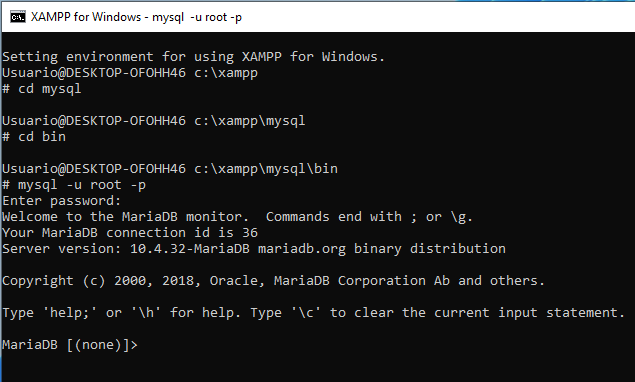 XAMPP for Windows - mysql -u root -p
Setting environment for using XAMPP for Windows.
Usuario@DESKTOP-OFOHH46 c:\xampp
# cd mysql
Usuario@DESKTOP-OFOHH46 c:\xampp\mysql
# cd bin
Usuario@DESKTOP-OFOHH46 c:\xampp\mysql\bin
# mysql -u root -p
Enter password:
Welcome to the MariaDB monitor.  Commands end with ; or \g.
Your MariaDB connection id is 36
Server version: 10.4.32-MariaDB mariadb.org binary distribution
Copyright (c) 2000, 2018, Oracle, MariaDB Corporation Ab and others.
Type 'help;' or '\h' for help. Type '\c' to clear the current input statement.
MariaDB [(none)]>